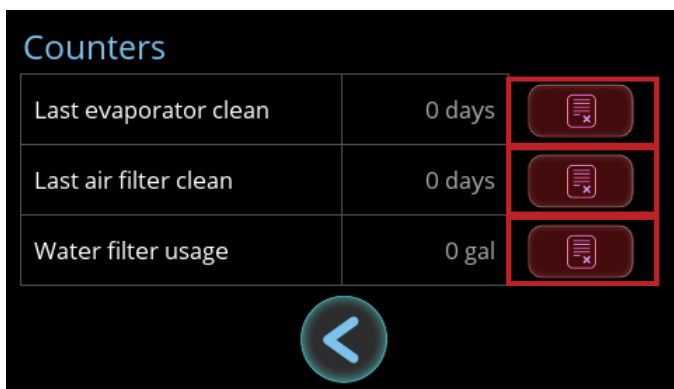 Counters
Last evaporator clean 0 days
Last air filter clean 0 days
Water filter usage 0 gal